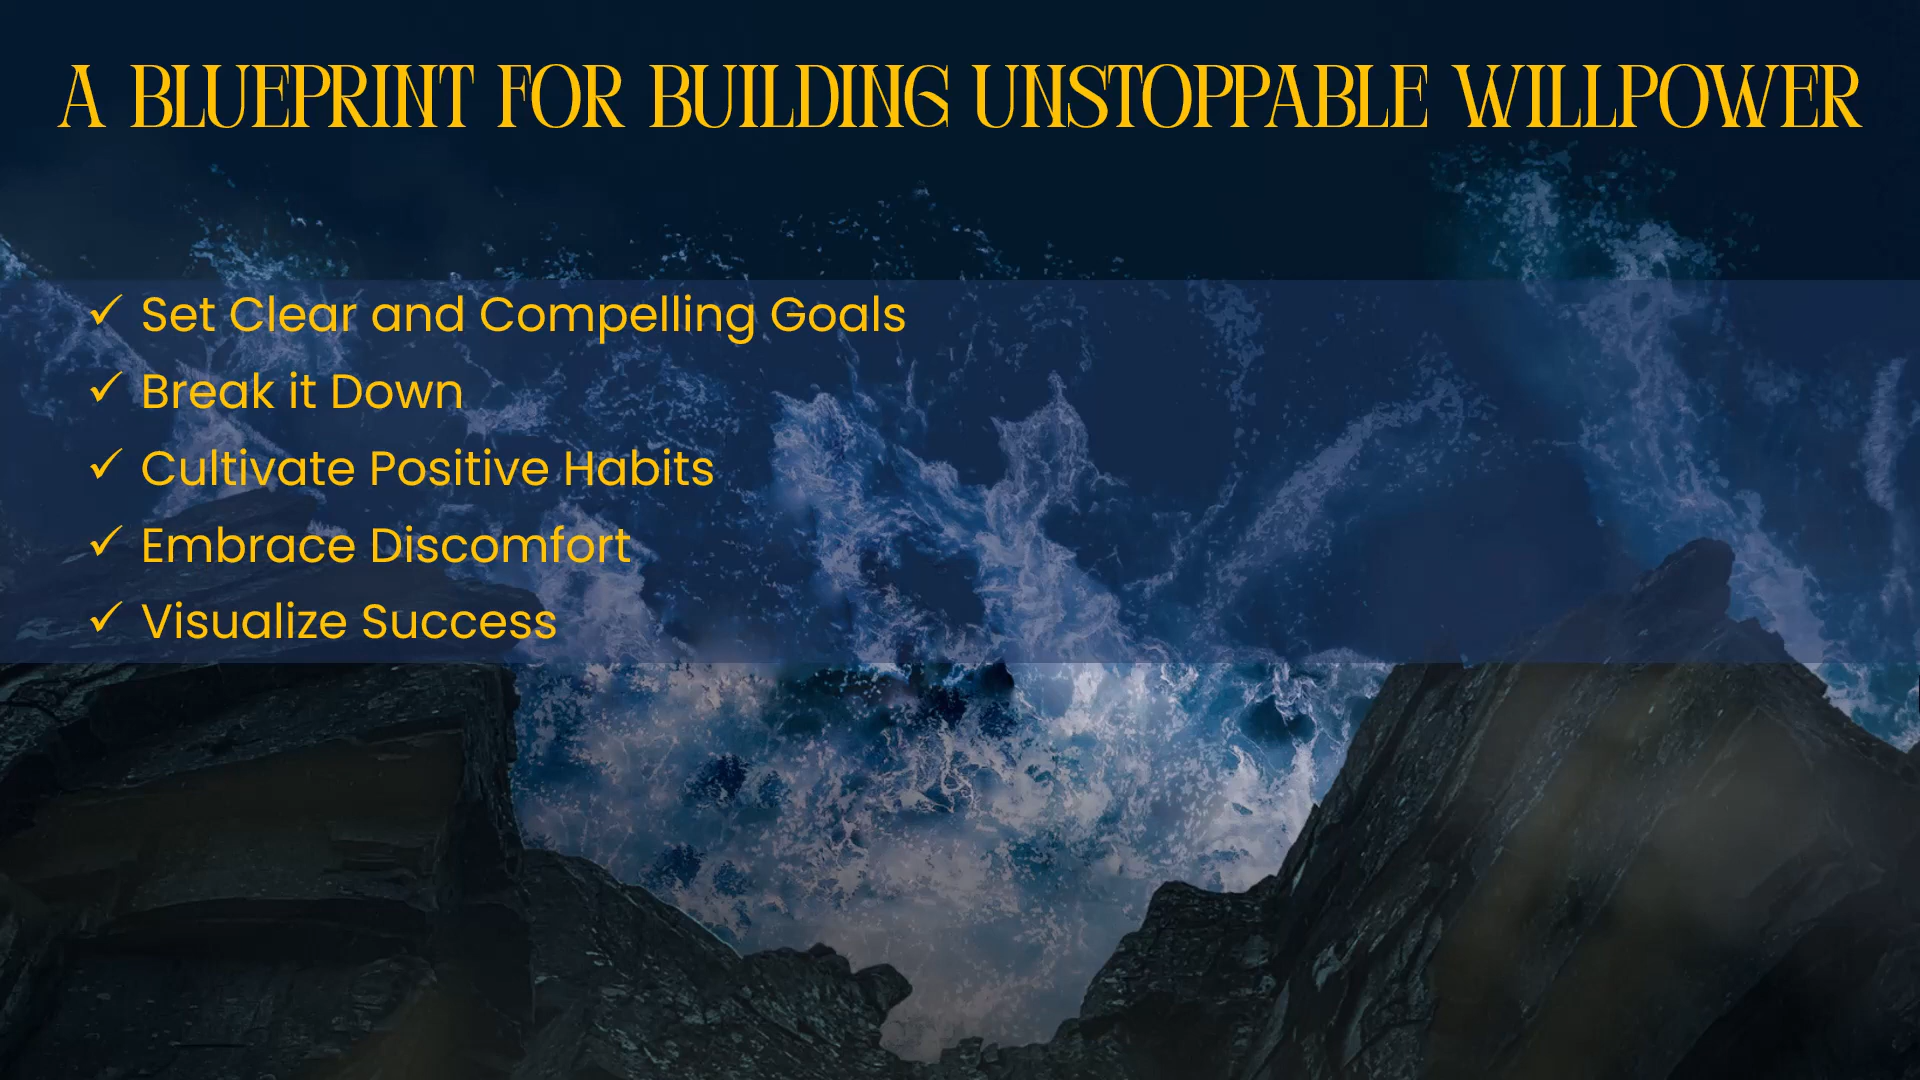 A BLUEPRINT FOR BUILDING UNSTOPPABLE WILLPOWER
✓ Set Clear and Compelling Goals
✓ Break it Down
✓ Cultivate Positive Habits
✓ Embrace Discomfort
✓ Visualize Success